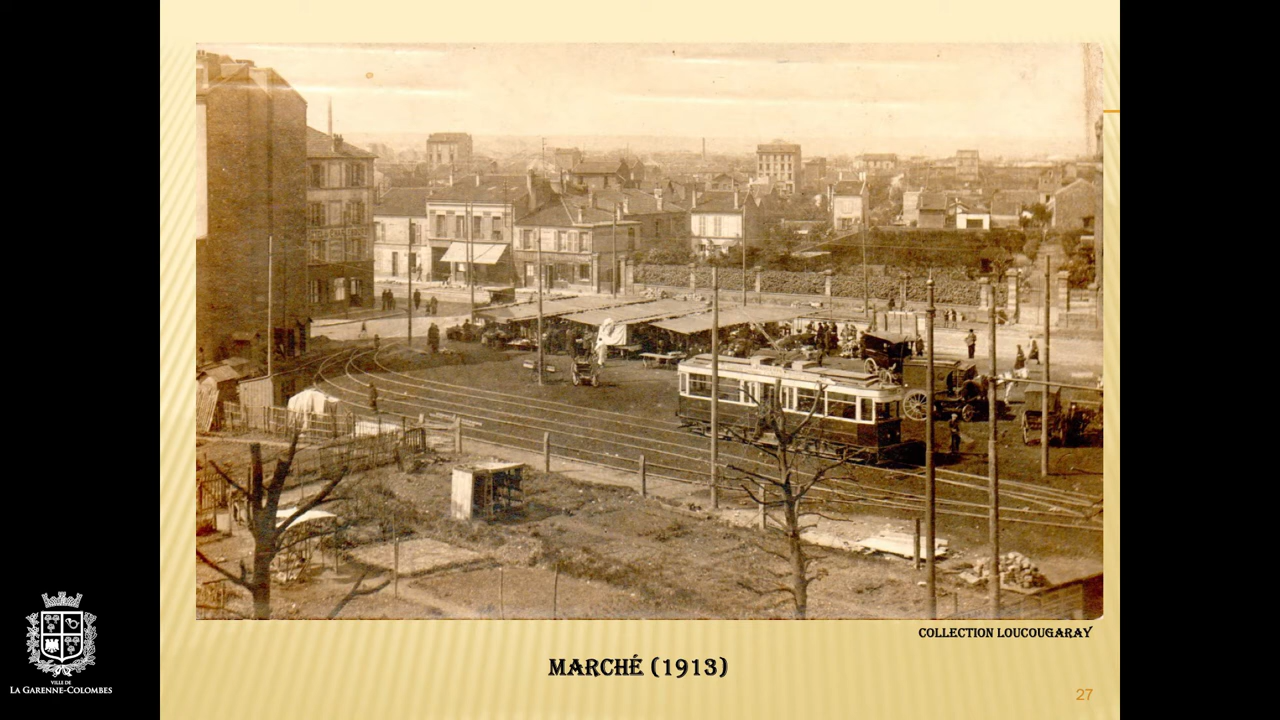 COLLECTION LOUCOUGARAY
MARCHÉ (1913)
27
VILLE DE
LA GARENNE-COLOMBES